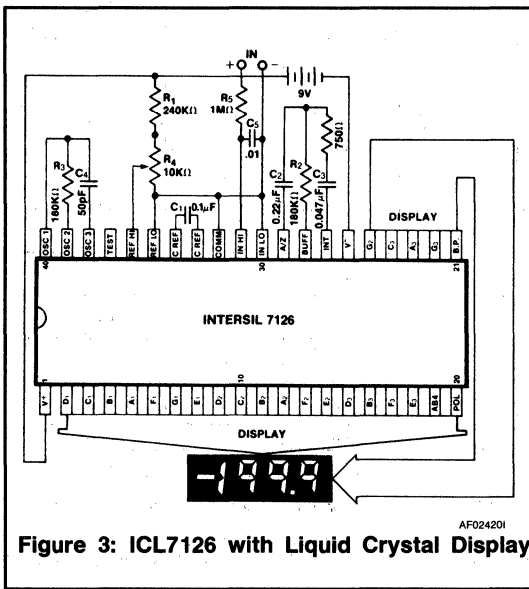 IN
+ -
9V
R1
240KΩ
R5
1MΩ
C5
.01
R4
10KΩ
750Ω
R3
180KΩ
C4
50pF
C1
0.1μF
C2
0.22μF
R2
180KΩ
C3
0.047μF
DISPLAY
40 OSC 1
OSC 2
OSC 3
TEST
REF HI
REF LO
C REF
C REF
COMM
IN HI
30 IN LO
A/Z
BUFF
INT
V-
G2
C3
A3
G3
21 B.P.
INTERSIL 7126
1 V+
D1
C1
B1
A1
F1
G1
E1
D2
10 C2
B2
A2
F2
E2
D3
B3
F3
E3
AB4
20 POL
DISPLAY
-199.9
AF02420I
Figure 3: ICL7126 with Liquid Crystal Display